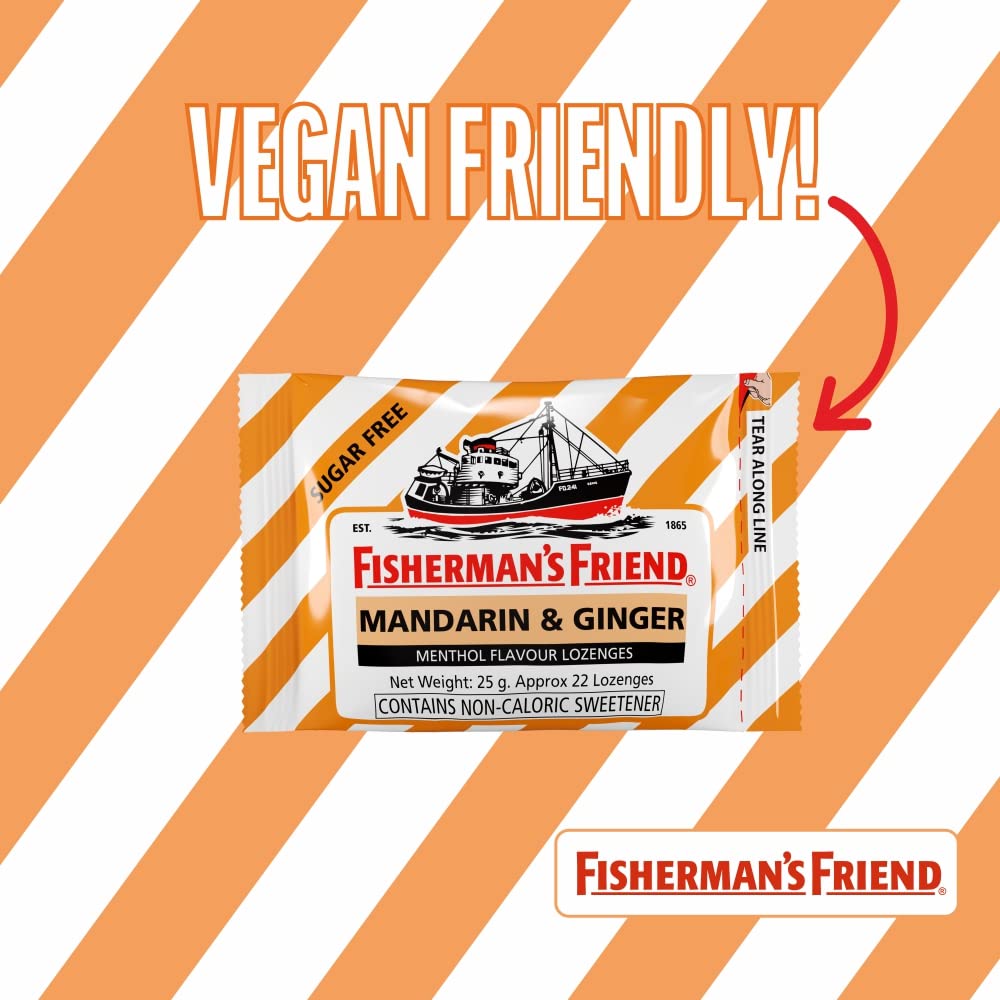 VEGAN FRIENDLY!
SUGAR FREE
TEAR ALONG LINE
FD241
EST. 1865
FISHERMAN'S FRIEND®
MANDARIN & GINGER
MENTHOL FLAVOUR LOZENGES
Net Weight: 25 g. Approx 22 Lozenges
CONTAINS NON-CALORIC SWEETENER
FISHERMAN'S FRIEND®